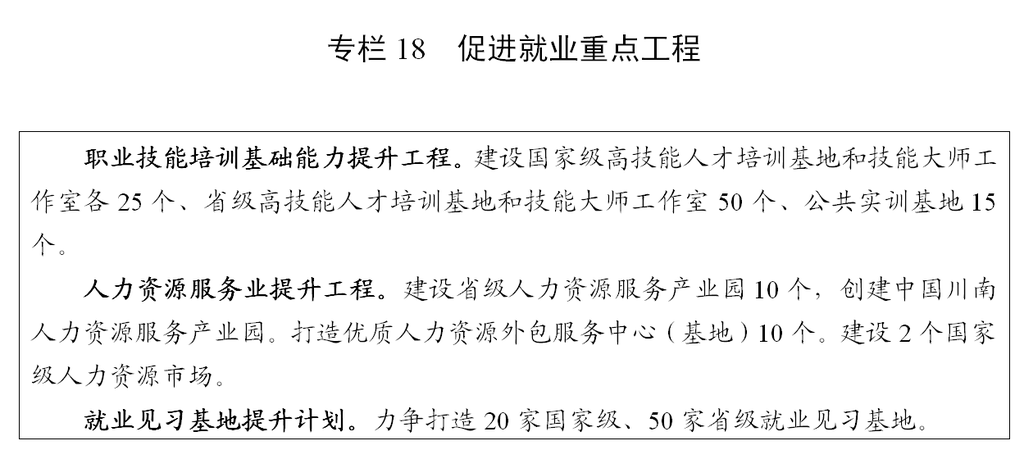 专栏 18 促进就业重点工程
职业技能培训基础能力提升工程。建设国家级高技能人才培训基地和技能大师工
作室各 25 个、省级高技能人才培训基地和技能大师工作室 50 个、公共实训基地 15
个。
人力资源服务业提升工程。建设省级人力资源服务产业园 10 个，创建中国川南
人力资源服务产业园。打造优质人力资源外包服务中心（基地）10 个。建设 2 个国家
级人力资源市场。
就业见习基地提升计划。力争打造 20 家国家级、50 家省级就业见习基地。